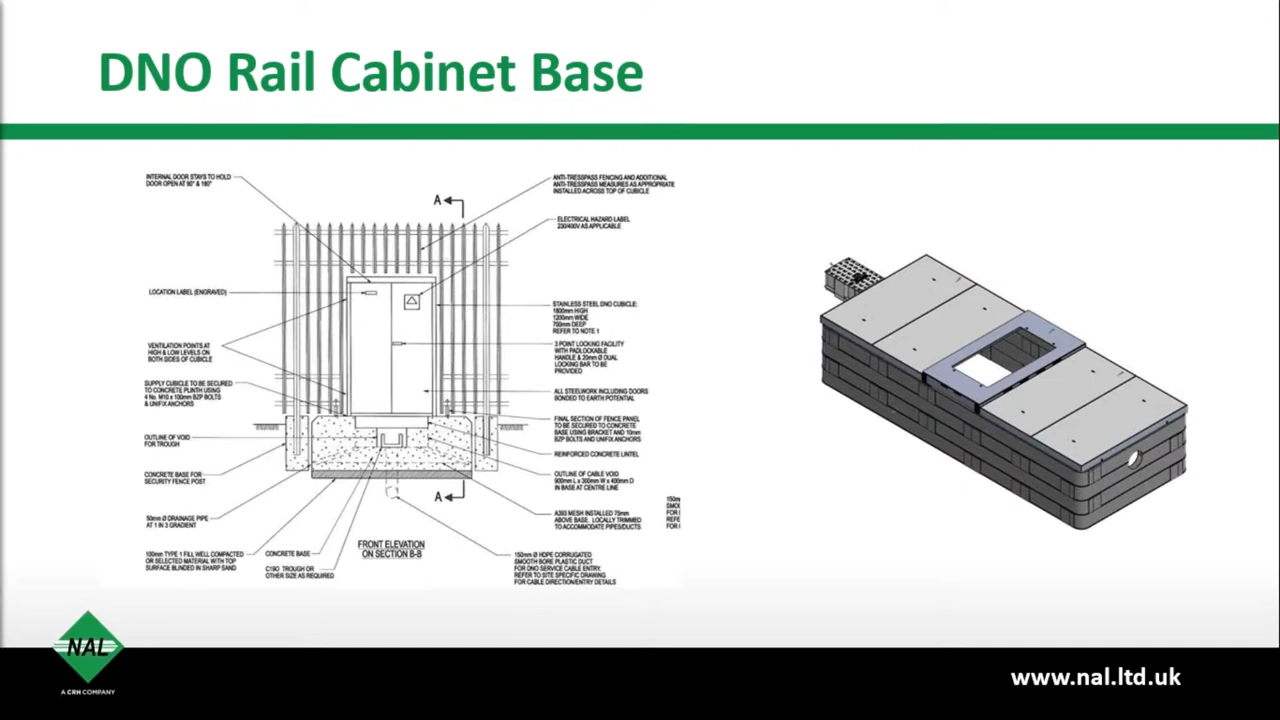 DNO Rail Cabinet Base
INTERNAL DOOR STAYS TO HOLD
DOOR OPEN AT 90° & 180°
LOCATION LABEL (ENGRAVED)
VENTILATION POINTS AT
HIGH & LOW LEVELS ON
BOTH SIDES OF CUBICLE
SUPPLY CUBICLE TO BE SECURED
TO CONCRETE PLINTH USING
4 No. M10 x 100mm BZP BOLTS
& UNIFIX ANCHORS
OUTLINE OF VOID
FOR TROUGH
CONCRETE BASE FOR
SECURITY FENCE POST
50mm Ø DRAINAGE PIPE
AT 1 IN 3 GRADIENT
100mm TYPE 1 FILL WELL COMPACTED
OR SELECTED MATERIAL WITH TOP
SURFACE BLINDED IN SHARP SAND
CONCRETE BASE
C190 TROUGH OR
OTHER SIZE AS REQUIRED
A
A
FRONT ELEVATION
ON SECTION B-B
ANTI-TRESSPASS FENCING AND ADDITIONAL
ANTI-TRESSPASS MEASURES AS APPROPRIATE
INSTALLED ACROSS TOP OF CUBICLE
ELECTRICAL HAZARD LABEL
230/400V AS APPLICABLE
STAINLESS STEEL DNO CUBICLE:
1800mm HIGH
1200mm WIDE
700mm DEEP
REFER TO NOTE 1
3 POINT LOCKING FACILITY
WITH PADLOCKABLE
HANDLE & 20mm Ø DUAL
LOCKING BAR TO BE
PROVIDED
ALL STEELWORK INCLUDING DOORS
BONDED TO EARTH POTENTIAL
FINAL SECTION OF FENCE PANEL
TO BE SECURED TO CONCRETE
BASE USING BRACKET AND 10mm
BZP BOLTS AND UNIFIX ANCHORS
REINFORCED CONCRETE LINTEL
OUTLINE OF CABLE VOID
900mm L x 300mm W x 400mm D
IN BASE AT CENTRE LINE
A393 MESH INSTALLED 75mm
ABOVE BASE. LOCALLY TRIMMED
TO ACCOMMODATE PIPES/DUCTS
150mm Ø HDPE CORRUGATED
SMOOTH BORE PLASTIC DUCT
FOR DNO SERVICE CABLE ENTRY.
REFER TO SITE SPECIFIC DRAWING
FOR CABLE DIRECTION/ENTRY DETAILS
NAL
A CRH COMPANY
www.nal.ltd.uk